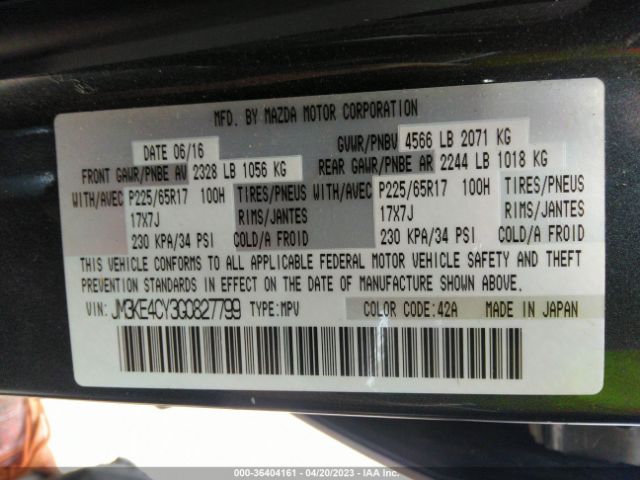 MFD. BY MAZDA MOTOR CORPORATION
DATE 06/16 GVWR/PNBV 4566 LB 2071 KG
FRONT GAWR/PNBE AV 2328 LB 1056 KG REAR GAWR/PNBE AR 2244 LB 1018 KG
WITH/AVEC P225/65R17 100H TIRES/PNEUS WITH/AVEC P225/65R17 100H TIRES/PNEUS
17X7J RIMS/JANTES 17X7J RIMS/JANTES
230 KPA/34 PSI COLD/A FROID 230 KPA/34 PSI COLD/A FROID
THIS VEHICLE CONFORMS TO ALL APPLICABLE FEDERAL MOTOR VEHICLE SAFETY AND THEFT
PREVENTION STANDARDS IN EFFECT ON THE DATE OF MANUFACTURE SHOWN ABOVE.
VIN: JM3KE4CY3G0827799 TYPE:MPV COLOR CODE:42A MADE IN JAPAN
000-36404161 - 04/20/2023 - IAA Inc.